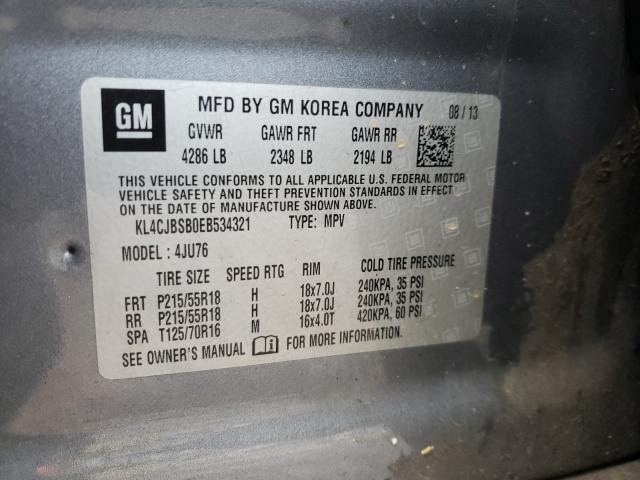 GM
MFD BY GM KOREA COMPANY 08 / 13
GVWR GAWR FRT GAWR RR
4286 LB 2348 LB 2194 LB
THIS VEHICLE CONFORMS TO ALL APPLICABLE U.S. FEDERAL MOTOR
VEHICLE SAFETY AND THEFT PREVENTION STANDARDS IN EFFECT
ON THE DATE OF MANUFACTURE SHOWN ABOVE.
KL4CJBSB0EB534321 TYPE: MPV
MODEL: 4JU76
TIRE SIZE SPEED RTG RIM COLD TIRE PRESSURE
FRT P215/55R18 H 18x7.0J 240KPA, 35 PSI
RR P215/55R18 H 18x7.0J 240KPA, 35 PSI
SPA T125/70R16 M 16x4.0T 420KPA, 60 PSI
SEE OWNER'S MANUAL FOR MORE INFORMATION.